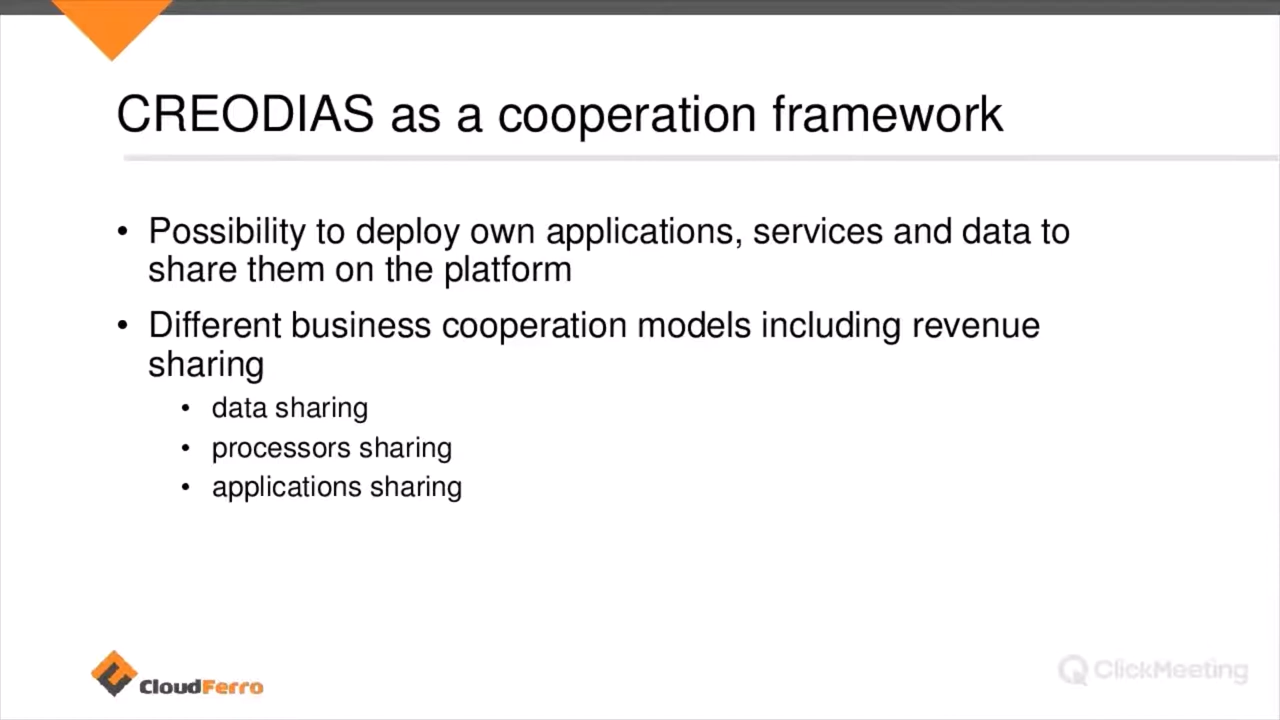 CREODIAS as a cooperation framework
• Possibility to deploy own applications, services and data to
share them on the platform
• Different business cooperation models including revenue
sharing
• data sharing
• processors sharing
• applications sharing
CloudFerro
ClickMeeting